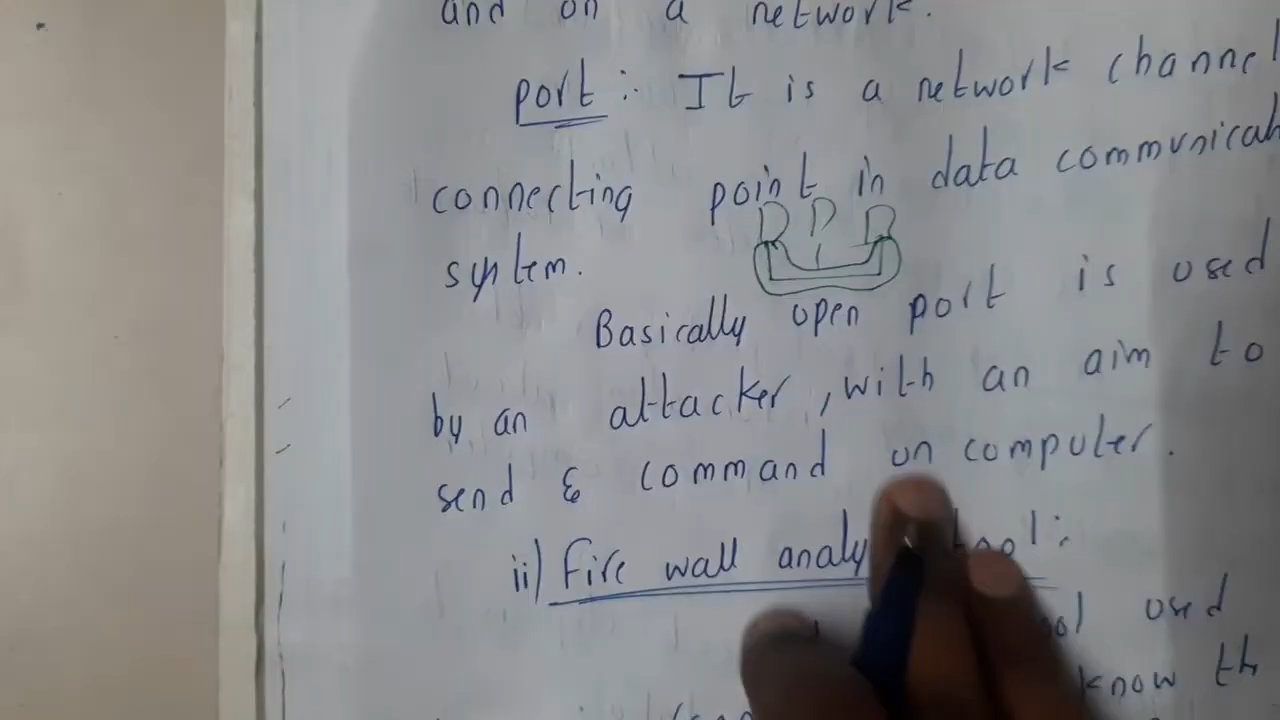 and on a network.
port :- It is a network channel
connecting point in data communicat
system.
Basically open port is used
by an attacker, with an aim to
send & command on computer.
ii) Fire wall analy tool:
used
know th